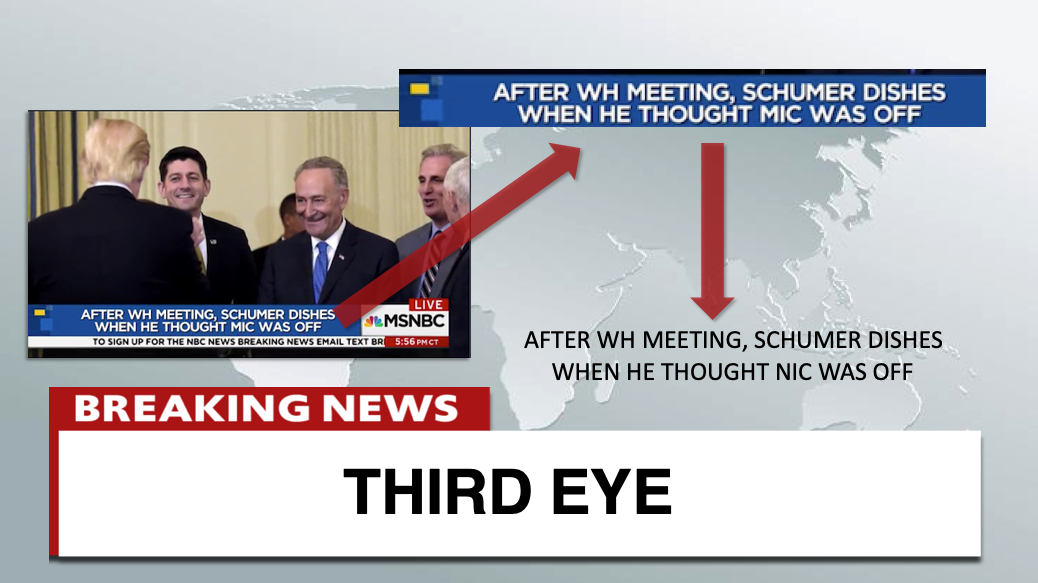 AFTER WH MEETING, SCHUMER DISHES
WHEN HE THOUGHT MIC WAS OFF
LIVE
AFTER WH MEETING, SCHUMER DISHES
WHEN HE THOUGHT MIC WAS OFF
MSNBC
TO SIGN UP FOR THE NBC NEWS BREAKING NEWS EMAIL TEXT BR
5:56 PM CT
AFTER WH MEETING, SCHUMER DISHES
WHEN HE THOUGHT NIC WAS OFF
BREAKING NEWS
THIRD EYE